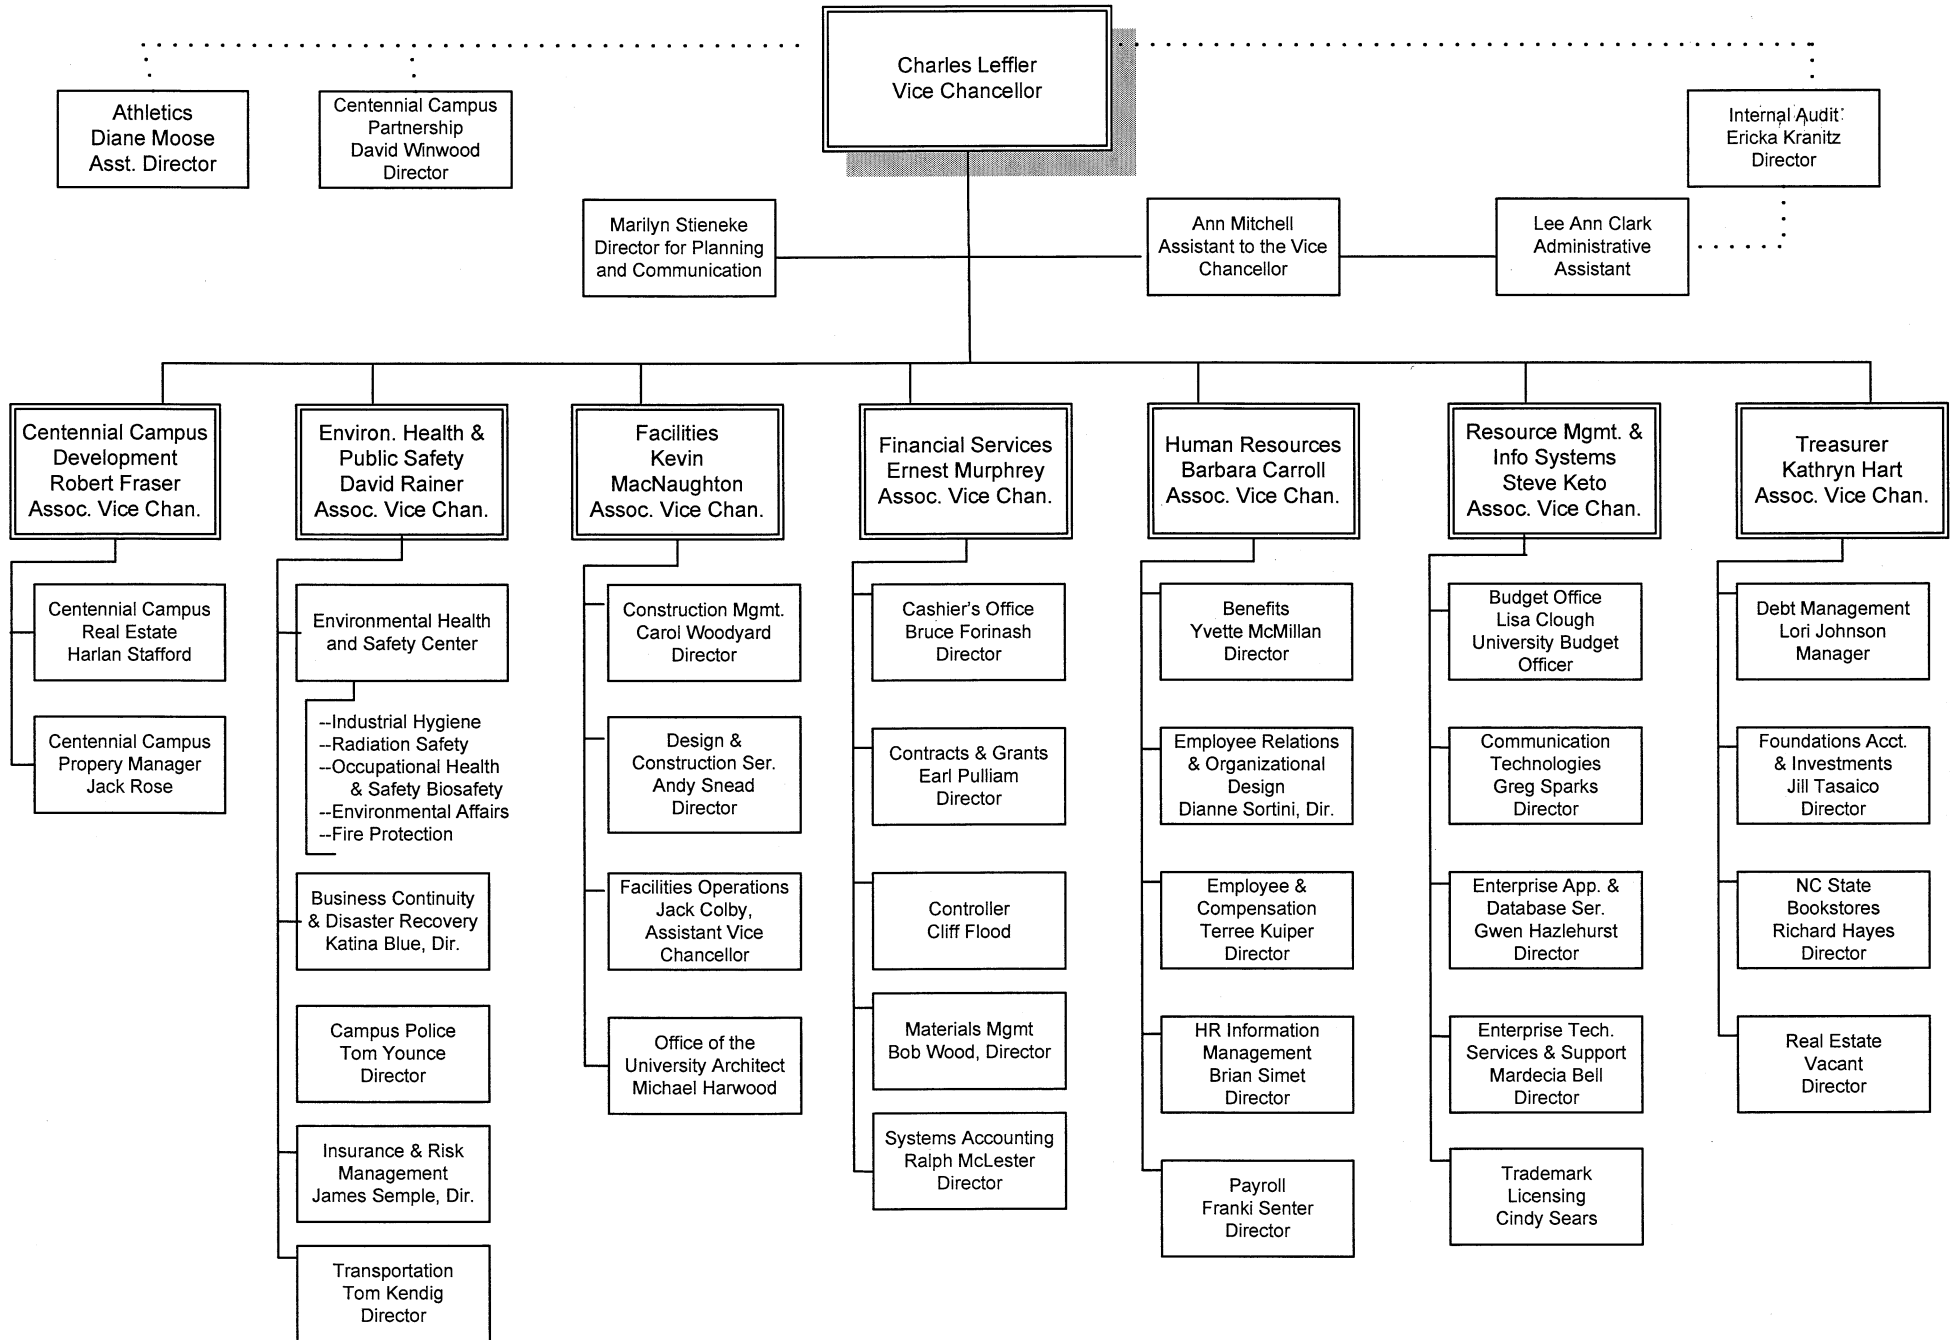 Charles Leffler
Vice Chancellor
Athletics
Diane Moose
Asst. Director
Centennial Campus
Partnership
David Winwood
Director
Internal Audit
Ericka Kranitz
Director
Marilyn Stieneke
Director for Planning
and Communication
Ann Mitchell
Assistant to the Vice
Chancellor
Lee Ann Clark
Administrative
Assistant
Centennial Campus
Development
Robert Fraser
Assoc. Vice Chan.
Environ. Health &
Public Safety
David Rainer
Assoc. Vice Chan.
Facilities
Kevin
MacNaughton
Assoc. Vice Chan.
Financial Services
Ernest Murphrey
Assoc. Vice Chan.
Human Resources
Barbara Carroll
Assoc. Vice Chan.
Resource Mgmt. &
Info Systems
Steve Keto
Assoc. Vice Chan.
Treasurer
Kathryn Hart
Assoc. Vice Chan.
Centennial Campus
Real Estate
Harlan Stafford
Centennial Campus
Propery Manager
Jack Rose
Environmental Health
and Safety Center
--Industrial Hygiene
--Radiation Safety
--Occupational Health
& Safety Biosafety
--Environmental Affairs
--Fire Protection
Business Continuity
& Disaster Recovery
Katina Blue, Dir.
Campus Police
Tom Younce
Director
Insurance & Risk
Management
James Semple, Dir.
Transportation
Tom Kendig
Director
Construction Mgmt.
Carol Woodyard
Director
Design &
Construction Ser.
Andy Snead
Director
Facilities Operations
Jack Colby,
Assistant Vice
Chancellor
Office of the
University Architect
Michael Harwood
Cashier's Office
Bruce Forinash
Director
Contracts & Grants
Earl Pulliam
Director
Controller
Cliff Flood
Materials Mgmt
Bob Wood, Director
Systems Accounting
Ralph McLester
Director
Benefits
Yvette McMillan
Director
Employee Relations
& Organizational
Design
Dianne Sortini, Dir.
Employee &
Compensation
Terree Kuiper
Director
HR Information
Management
Brian Simet
Director
Payroll
Franki Senter
Director
Budget Office
Lisa Clough
University Budget
Officer
Communication
Technologies
Greg Sparks
Director
Enterprise App. &
Database Ser.
Gwen Hazlehurst
Director
Enterprise Tech.
Services & Support
Mardecia Bell
Director
Trademark
Licensing
Cindy Sears
Debt Management
Lori Johnson
Manager
Foundations Acct.
& Investments
Jill Tasaico
Director
NC State
Bookstores
Richard Hayes
Director
Real Estate
Vacant
Director